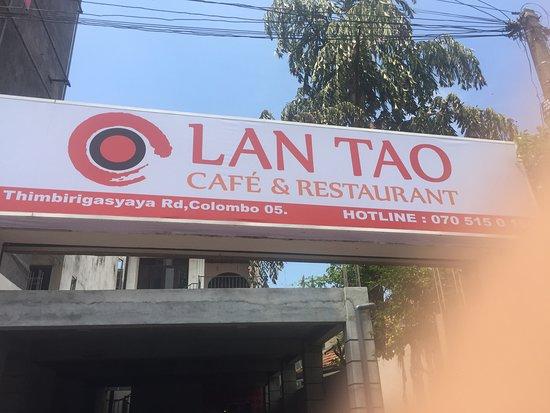 LAN TAO
CAFÉ & RESTAURANT
Thimbirigasyaya Rd,Colombo 05.
HOTLINE : 070 515 0